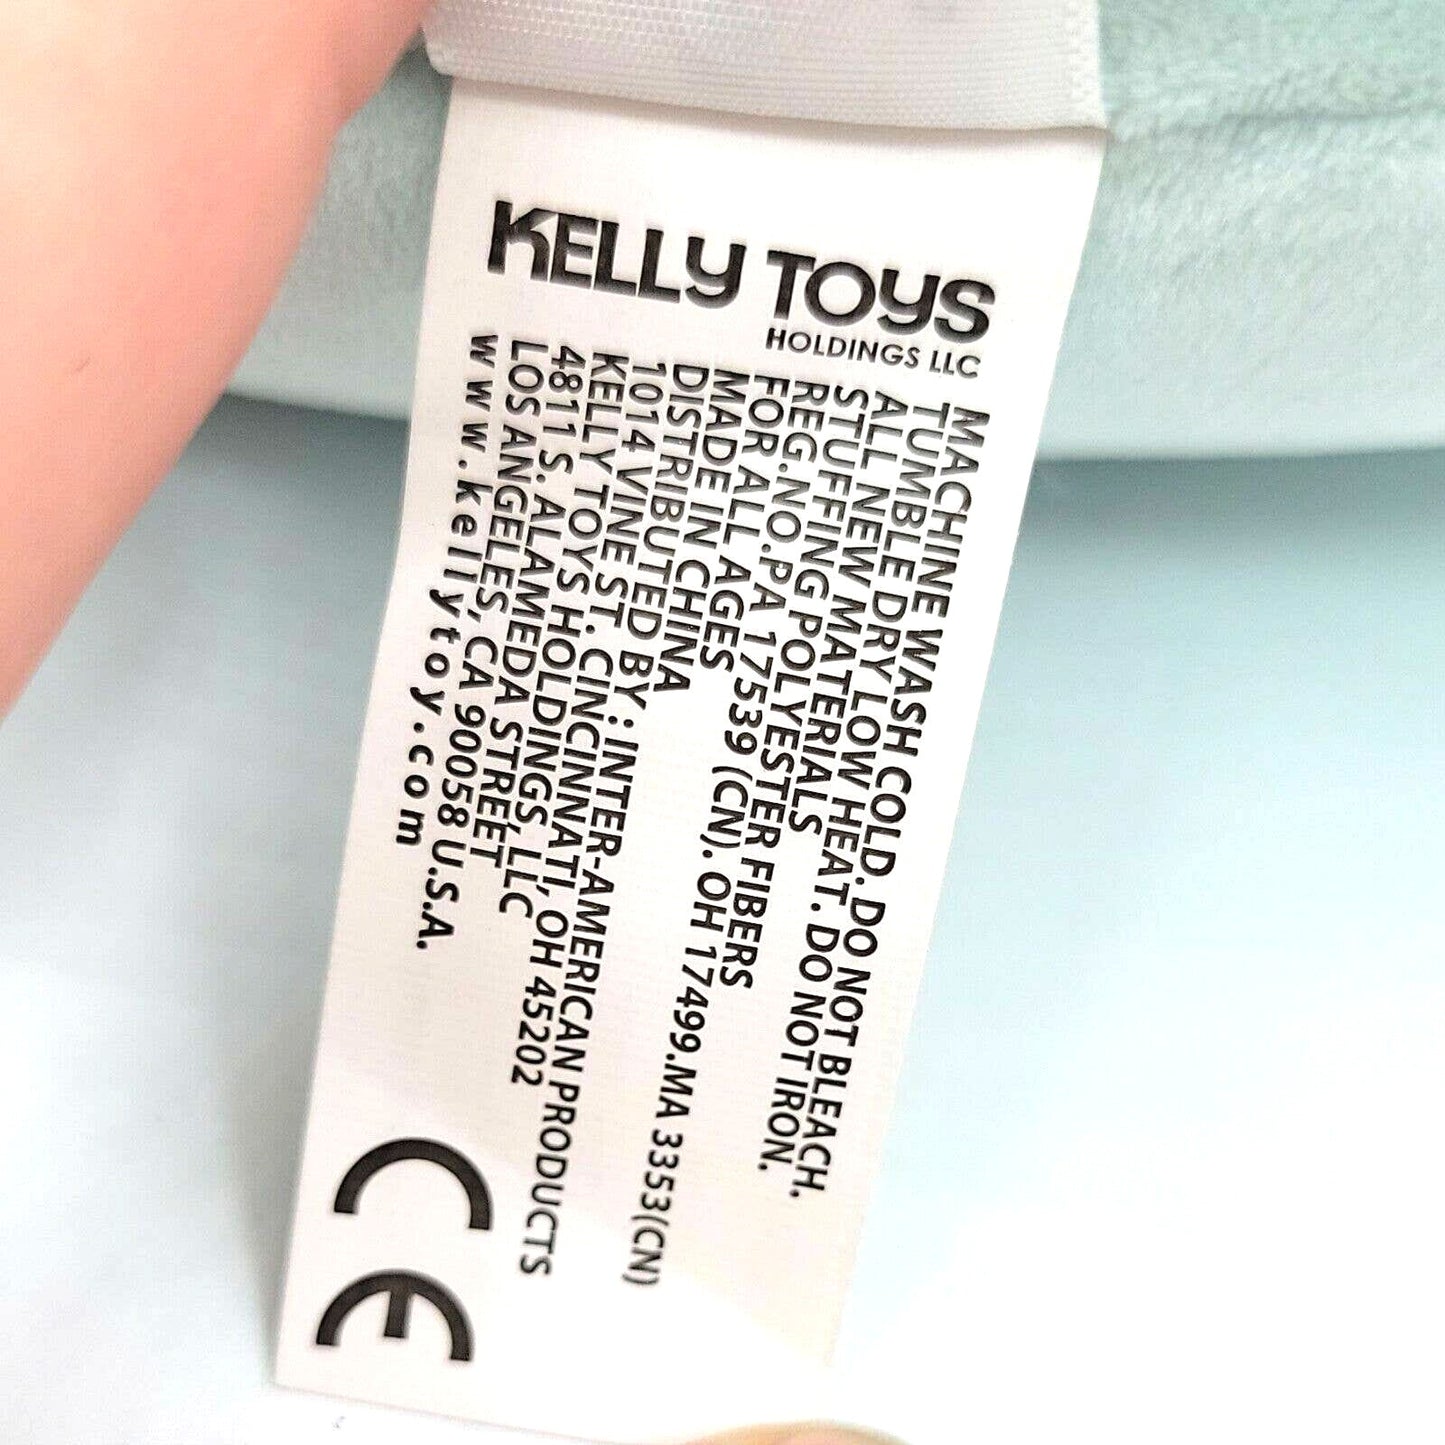 KELLY TOYS
HOLDINGS LLC
MACHINE WASH COLD. DO NOT BLEACH.
TUMBLE DRY LOW HEAT. DO NOT IRON.
ALL NEW MATERIALS
STUFFING POLYESTER FIBERS
REG.NO.PA 17539 (CN). OH 17499.MA 3353(CN)
FOR ALL AGES
MADE IN CHINA
DISTRIBUTED BY: INTER-AMERICAN PRODUCTS
1014 VINE ST. CINCINNATI, OH 45202
KELLY TOYS HOLDINGS, LLC
4811 S. ALAMEDA STREET
LOS ANGELES, CA 90058 U.S.A.
www.kellytoy.com
CE